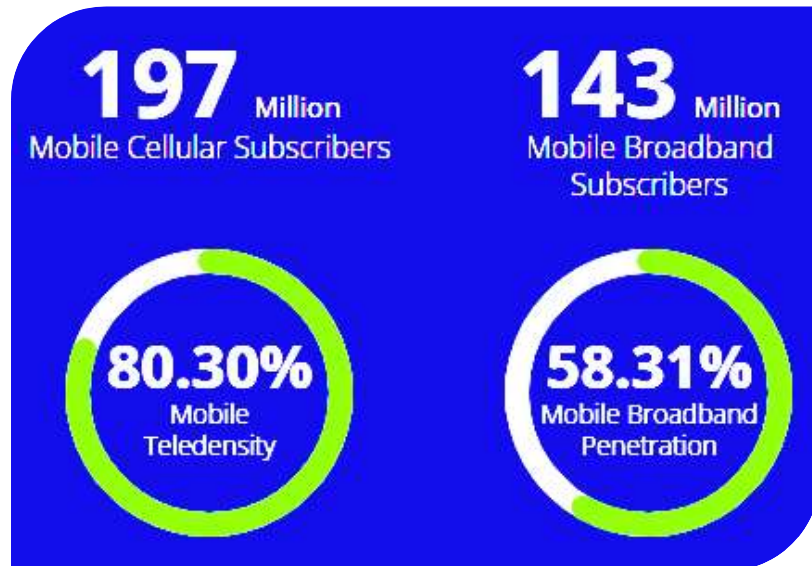 197 Million
Mobile Cellular Subscribers
143 Million
Mobile Broadband
Subscribers
80.30%
Mobile
Teledensity
58.31%
Mobile Broadband
Penetration